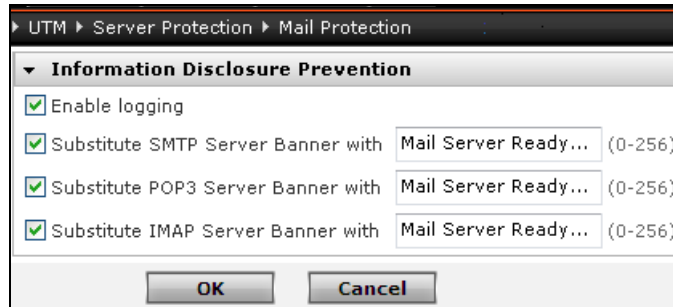 UTM ▸ Server Protection ▸ Mail Protection
Information Disclosure Prevention
Enable logging
Substitute SMTP Server Banner with Mail Server Ready... (0-256)
Substitute POP3 Server Banner with Mail Server Ready... (0-256)
Substitute IMAP Server Banner with Mail Server Ready... (0-256)
OK Cancel